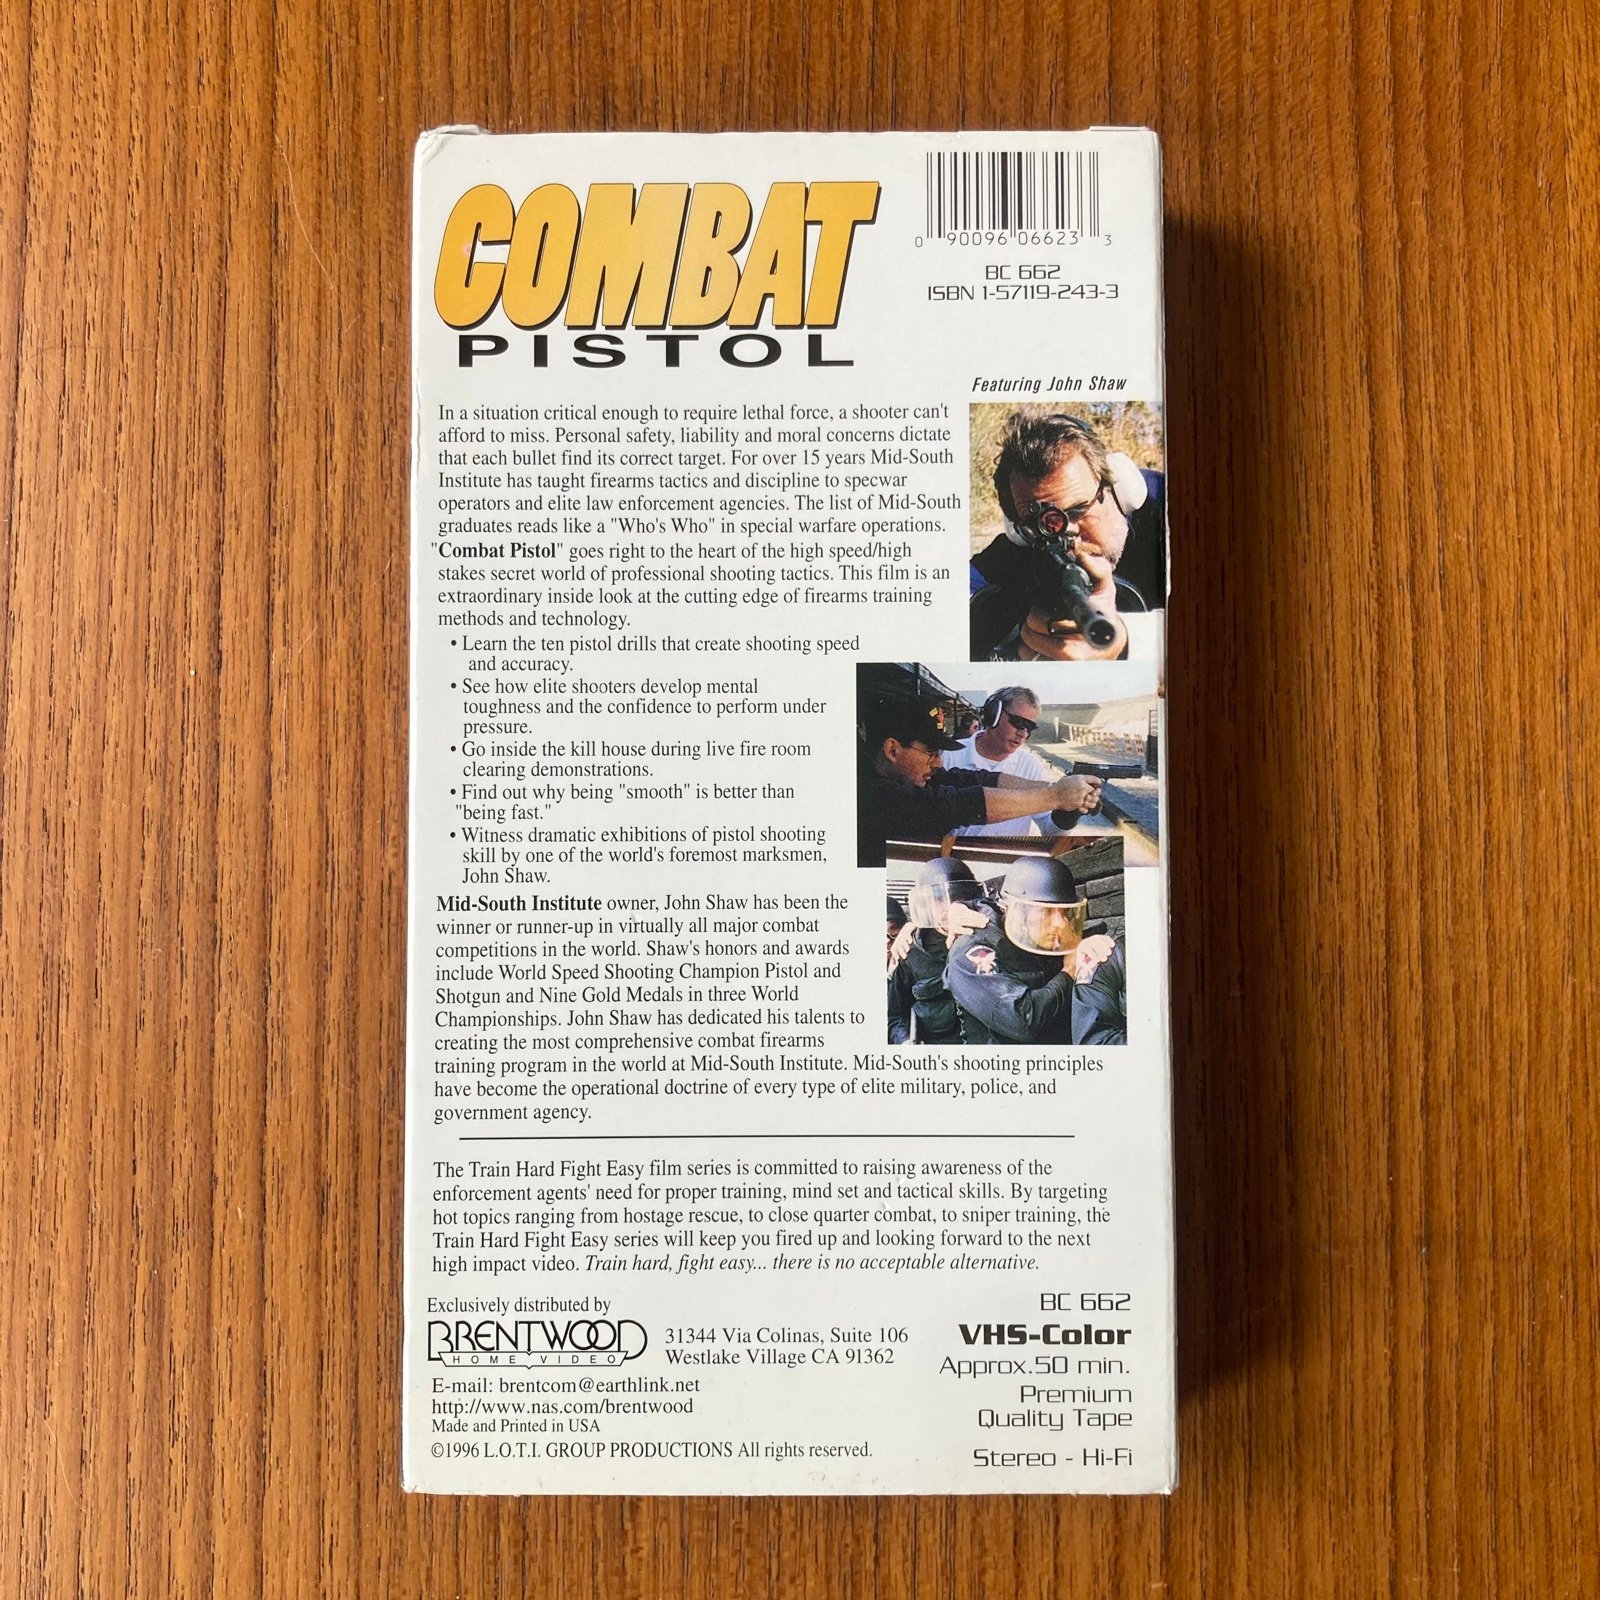 COMBAT
PISTOL
0 90096 06623 3
BC 662
ISBN 1-57119-243-3
Featuring John Shaw
In a situation critical enough to require lethal force, a shooter can't
afford to miss. Personal safety, liability and moral concerns dictate
that each bullet find its correct target. For over 15 years Mid-South
Institute has taught firearms tactics and discipline to specwar
operators and elite law enforcement agencies. The list of Mid-South
graduates reads like a "Who's Who" in special warfare operations.
"Combat Pistol" goes right to the heart of the high speed/high
stakes secret world of professional shooting tactics. This film is an
extraordinary inside look at the cutting edge of firearms training
methods and technology.
• Learn the ten pistol drills that create shooting speed
and accuracy.
• See how elite shooters develop mental
toughness and the confidence to perform under
pressure.
• Go inside the kill house during live fire room
clearing demonstrations.
• Find out why being "smooth" is better than
"being fast."
• Witness dramatic exhibitions of pistol shooting
skill by one of the world's foremost marksmen,
John Shaw.
Mid-South Institute owner, John Shaw has been the
winner or runner-up in virtually all major combat
competitions in the world. Shaw's honors and awards
include World Speed Shooting Champion Pistol and
Shotgun and Nine Gold Medals in three World
Championships. John Shaw has dedicated his talents to
creating the most comprehensive combat firearms
training program in the world at Mid-South Institute. Mid-South's shooting principles
have become the operational doctrine of every type of elite military, police, and
government agency.
The Train Hard Fight Easy film series is committed to raising awareness of the
enforcement agents' need for proper training, mind set and tactical skills. By targeting
hot topics ranging from hostage rescue, to close quarter combat, to sniper training, the
Train Hard Fight Easy series will keep you fired up and looking forward to the next
high impact video. Train hard, fight easy... there is no acceptable alternative.
Exclusively distributed by
BRENTWOOD
HOME VIDEO
31344 Via Colinas, Suite 106
Westlake Village CA 91362
E-mail: brentcom@earthlink.net
http://www.nas.com/brentwood
Made and Printed in USA
©1996 L.O.T.I. GROUP PRODUCTIONS All rights reserved.
BC 662
VHS-Color
Approx.50 min.
Premium
Quality Tape
Stereo - Hi-Fi